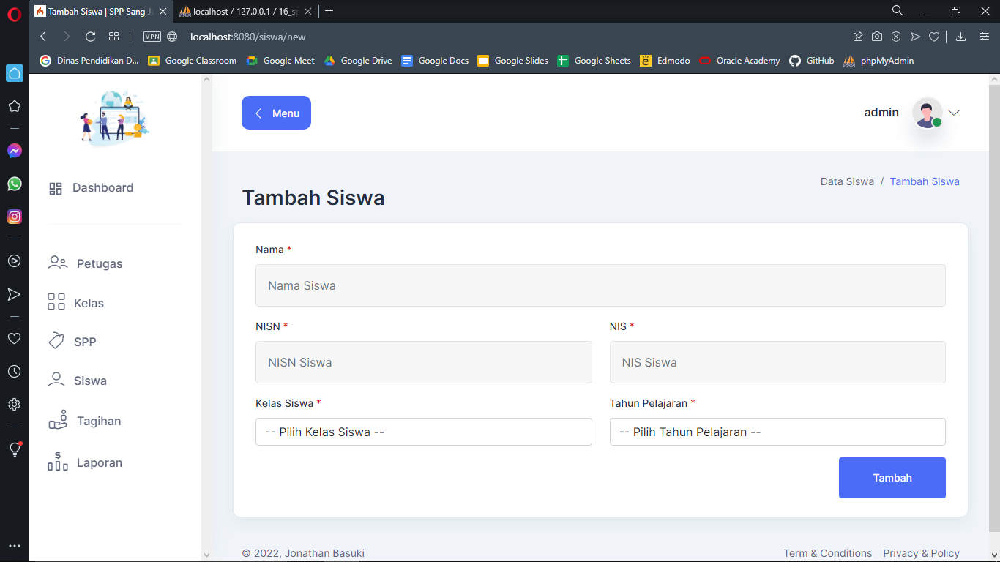 Tambah Siswa | SPP Sang Ju
localhost / 127.0.0.1 / 16_sp
VPN
localhost:8080/siswa/new
Dinas Pendidikan D...
Google Classroom
Google Meet
Google Drive
Google Docs
Google Slides
Google Sheets
Edmodo
Oracle Academy
GitHub
phpMyAdmin
Menu
admin
Dashboard
Petugas
Kelas
SPP
Siswa
Tagihan
Laporan
Data Siswa / Tambah Siswa
Tambah Siswa
Nama *
Nama Siswa
NISN *
NIS *
NISN Siswa
NIS Siswa
Kelas Siswa *
Tahun Pelajaran *
-- Pilih Kelas Siswa --
-- Pilih Tahun Pelajaran --
Tambah
© 2022, Jonathan Basuki
Term & Conditions
Privacy & Policy